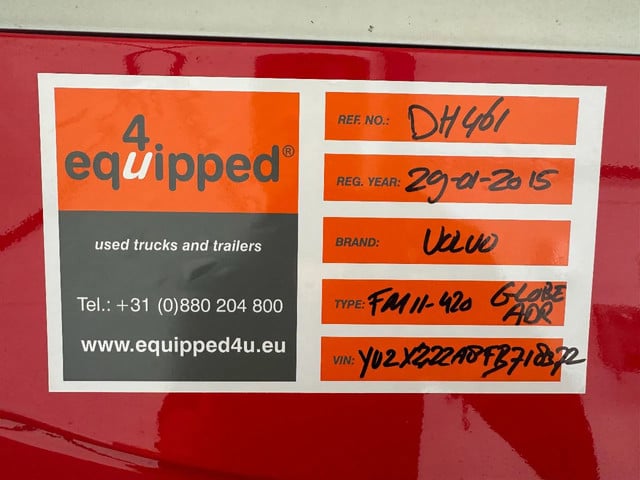 4
equipped®
used trucks and trailers
Tel.: +31 (0)880 204 800
www.equipped4u.eu
REF. NO.: DH461
REG. YEAR: 29-01-2015
BRAND: VOLVO
TYPE: FM11-420 GLOBE
ADR
VIN: